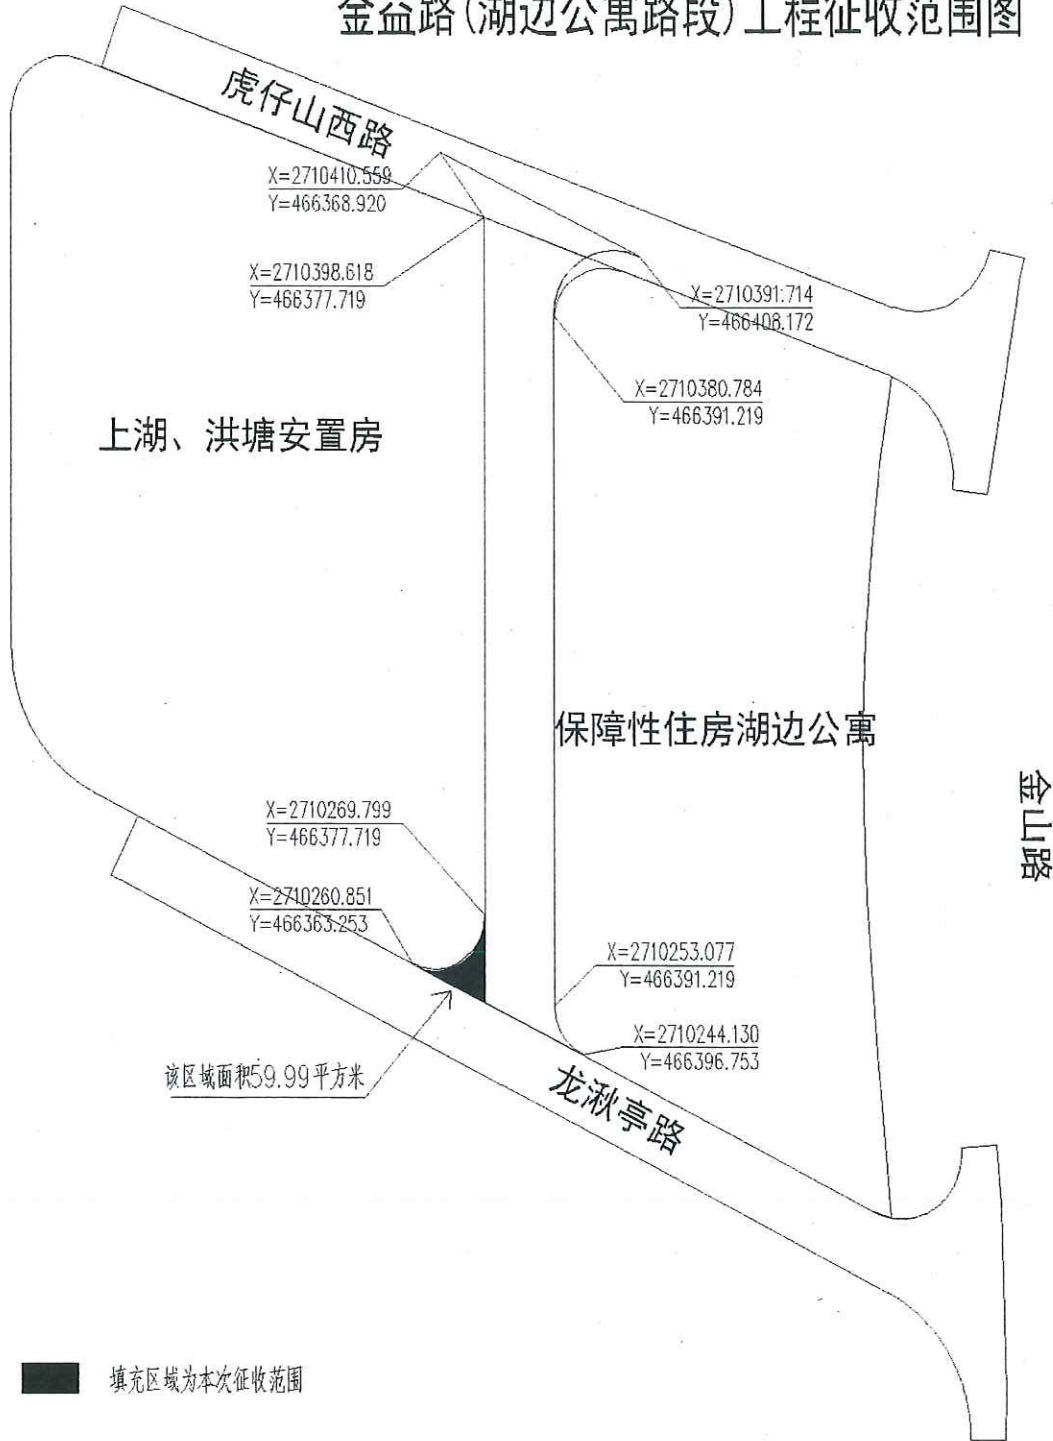 金益路(湖边公寓路段)工程征收范围图
虎仔山西路
X=2710410.559
Y=466368.920
X=2710398.618
Y=466377.719
X=2710391.714
Y=466408.172
X=2710380.784
Y=466391.219
上湖、洪塘安置房
保障性住房湖边公寓
金山路
X=2710269.799
Y=466377.719
X=2710260.851
Y=466363.253
X=2710253.077
Y=466391.219
X=2710244.130
Y=466396.753
该区域面积59.99平方米
龙湫亭路
填充区域为本次征收范围